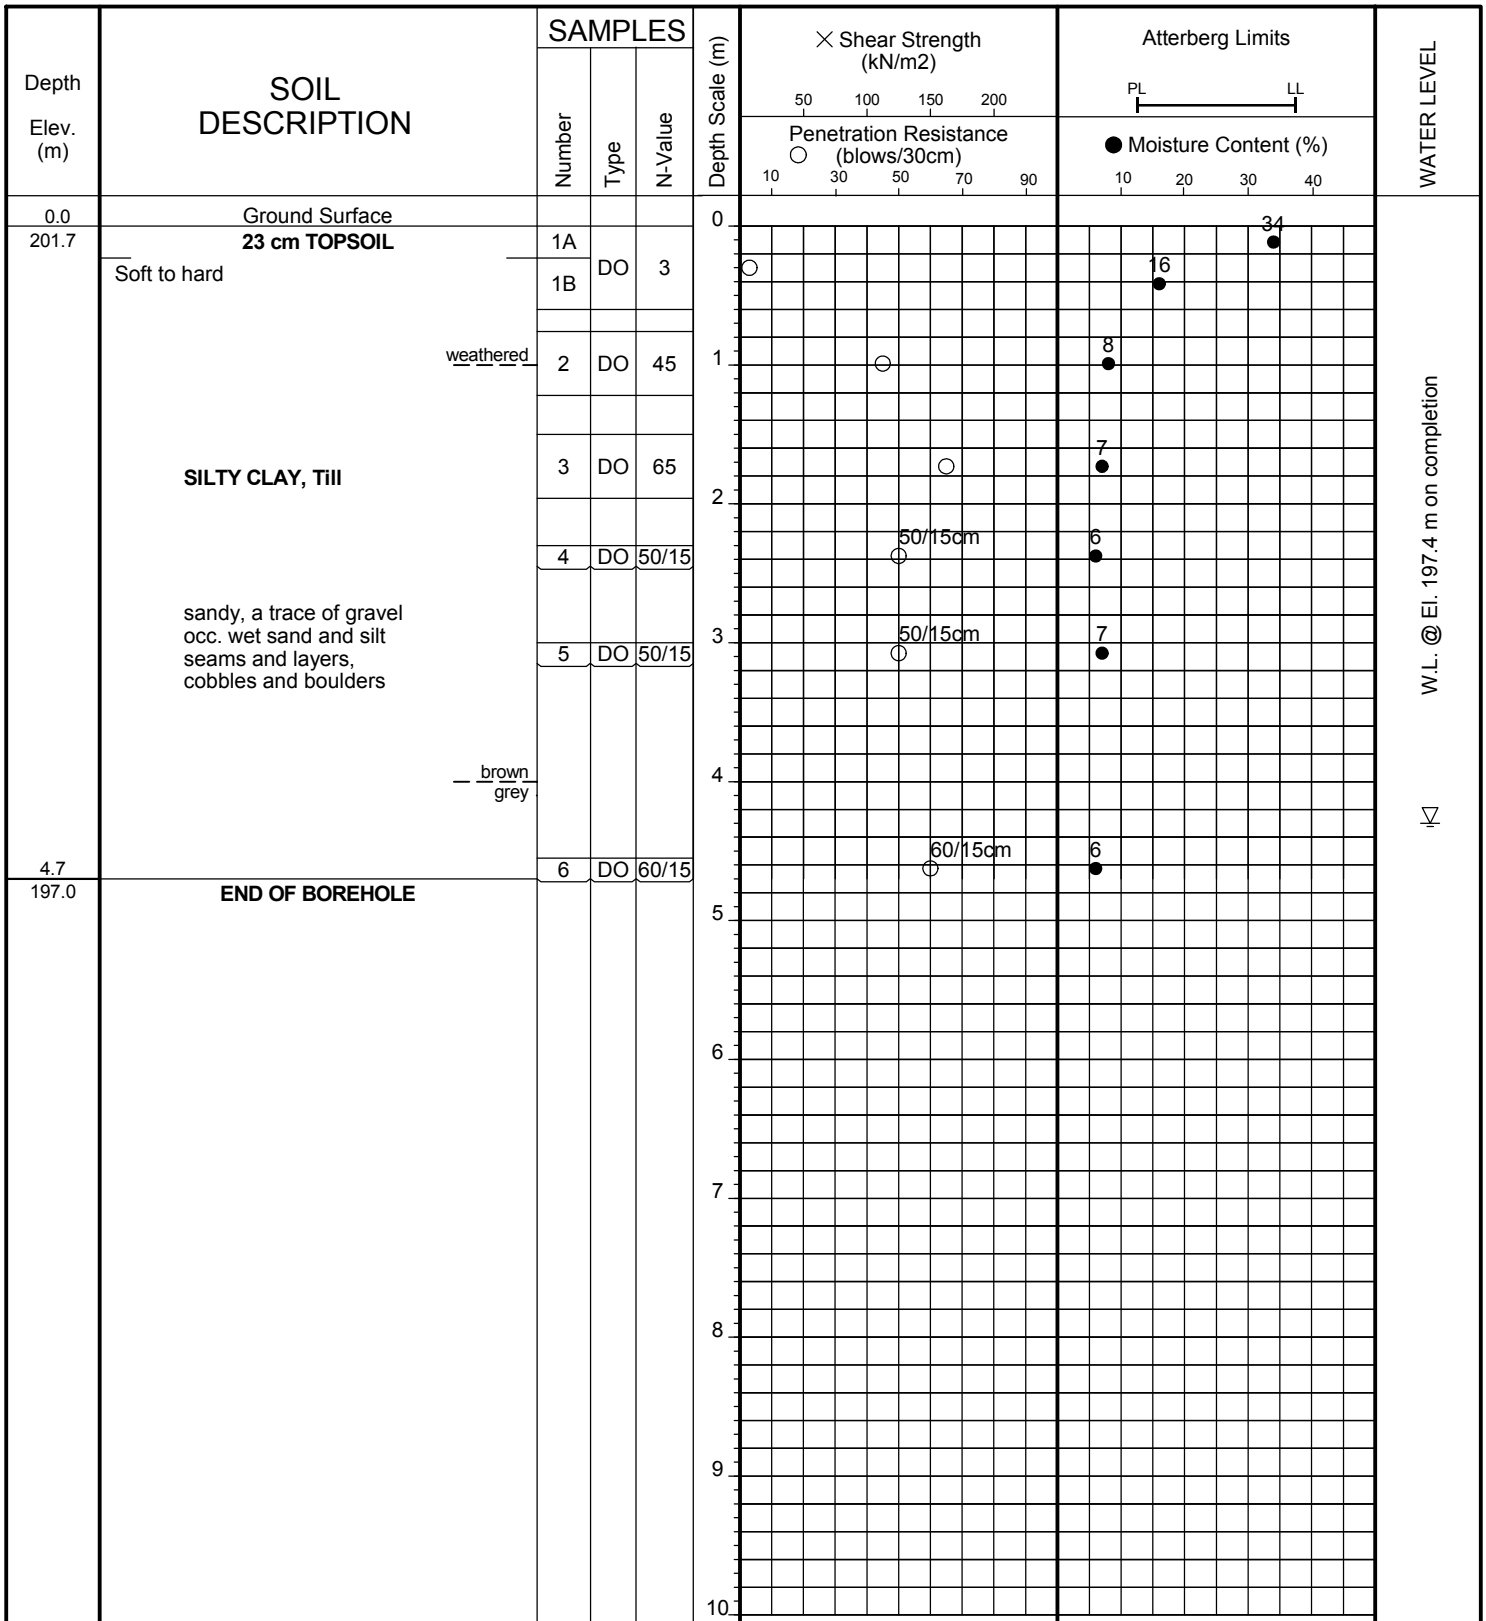 Depth
Elev.
(m)
SOIL
DESCRIPTION
SAMPLES
Number
Type
N-Value
Depth Scale (m)
× Shear Strength
(kN/m2)
50 100 150 200
Penetration Resistance
(blows/30cm)
10 30 50 70 90
Atterberg Limits
PL LL
Moisture Content (%)
10 20 30 40
WATER LEVEL
0.0 Ground Surface 0
201.7 23 cm TOPSOIL 1A 34
Soft to hard DO 3 16
1B
weathered 2 DO 45 1 8
SILTY CLAY, Till 3 DO 65 7
2
4 DO 50/15 50/15cm 6
sandy, a trace of gravel
occ. wet sand and silt
seams and layers,
cobbles and boulders
5 DO 50/15 3 50/15cm 7
brown 4
grey
4.7 6 DO 60/15 60/15cm 6
197.0 END OF BOREHOLE
5
6
7
8
9
10
W.L. @ El. 197.4 m on completion